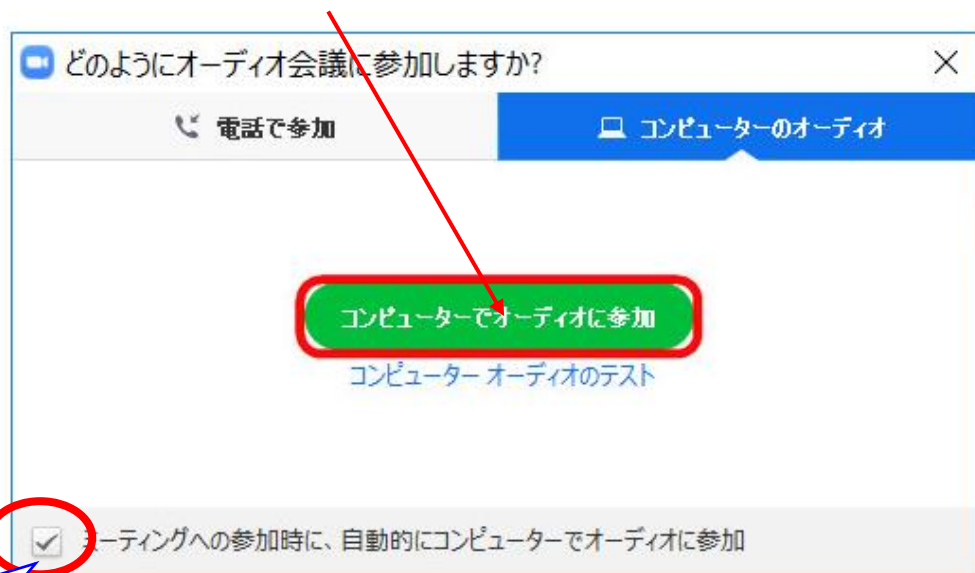 どのようにオーディオ会議に参加しますか?
電話で参加
コンピューターのオーディオ
コンピューターでオーディオに参加
コンピューター オーディオのテスト
ミーティングへの参加時に、自動的にコンピューターでオーディオに参加